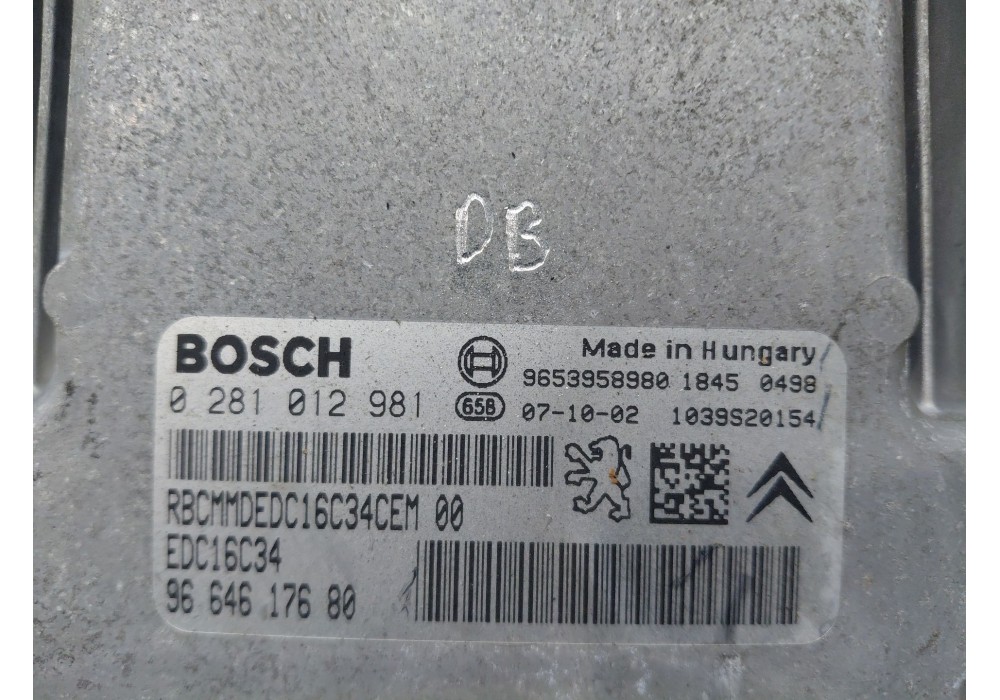 DB
BOSCH
Made in Hungary
9653958980 1845 0498
0 281 012 981
658 07-10-02 1039S20154
RBCMMDEDC16C34CEM 00
EDC16C34
96 646 176 80